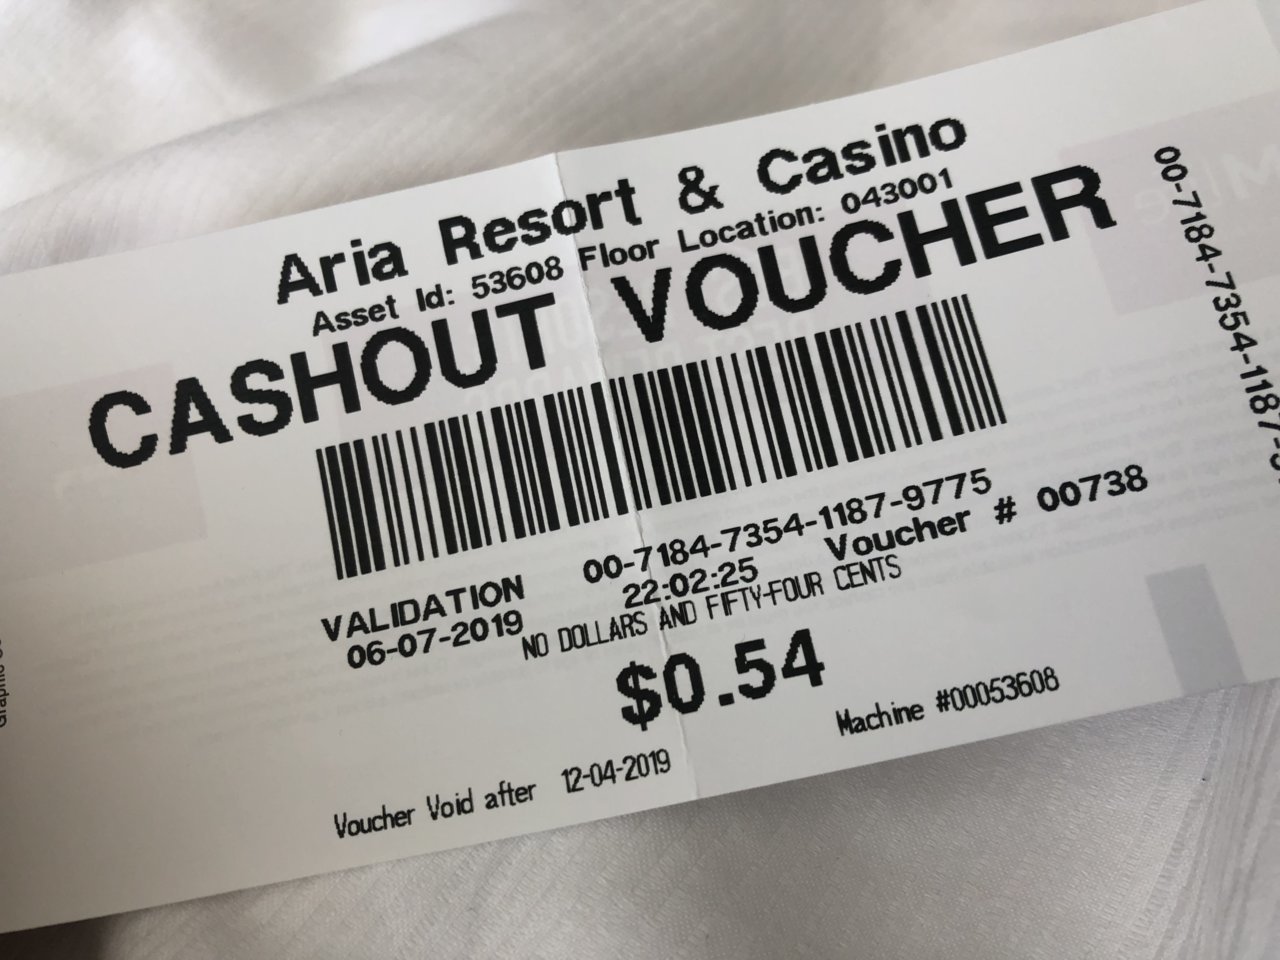 Aria Resort & Casino
Asset Id: 53608 Floor Location: 043001
CASHOUT VOUCHER
00-7184-7354-1187-9775
VALIDATION
06-07-2019 22:02:25 Voucher # 00738
NO DOLLARS AND FIFTY-FOUR CENTS
$0.54
Voucher Void after 12-04-2019
Machine #00053608
00-7184-7354-1187-